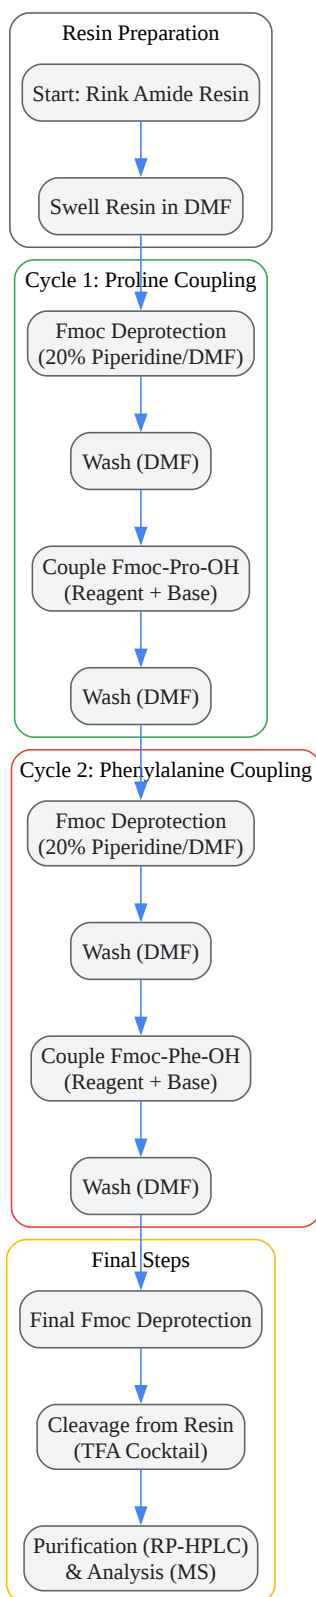 Resin Preparation
Start: Rink Amide Resin
Swell Resin in DMF
Cycle 1: Proline Coupling
Fmoc Deprotection
(20% Piperidine/DMF)
Wash (DMF)
Couple Fmoc-Pro-OH
(Reagent + Base)
Wash (DMF)
Cycle 2: Phenylalanine Coupling
Fmoc Deprotection
(20% Piperidine/DMF)
Wash (DMF)
Couple Fmoc-Phe-OH
(Reagent + Base)
Wash (DMF)
Final Steps
Final Fmoc Deprotection
Cleavage from Resin
(TFA Cocktail)
Purification (RP-HPLC)
& Analysis (MS)